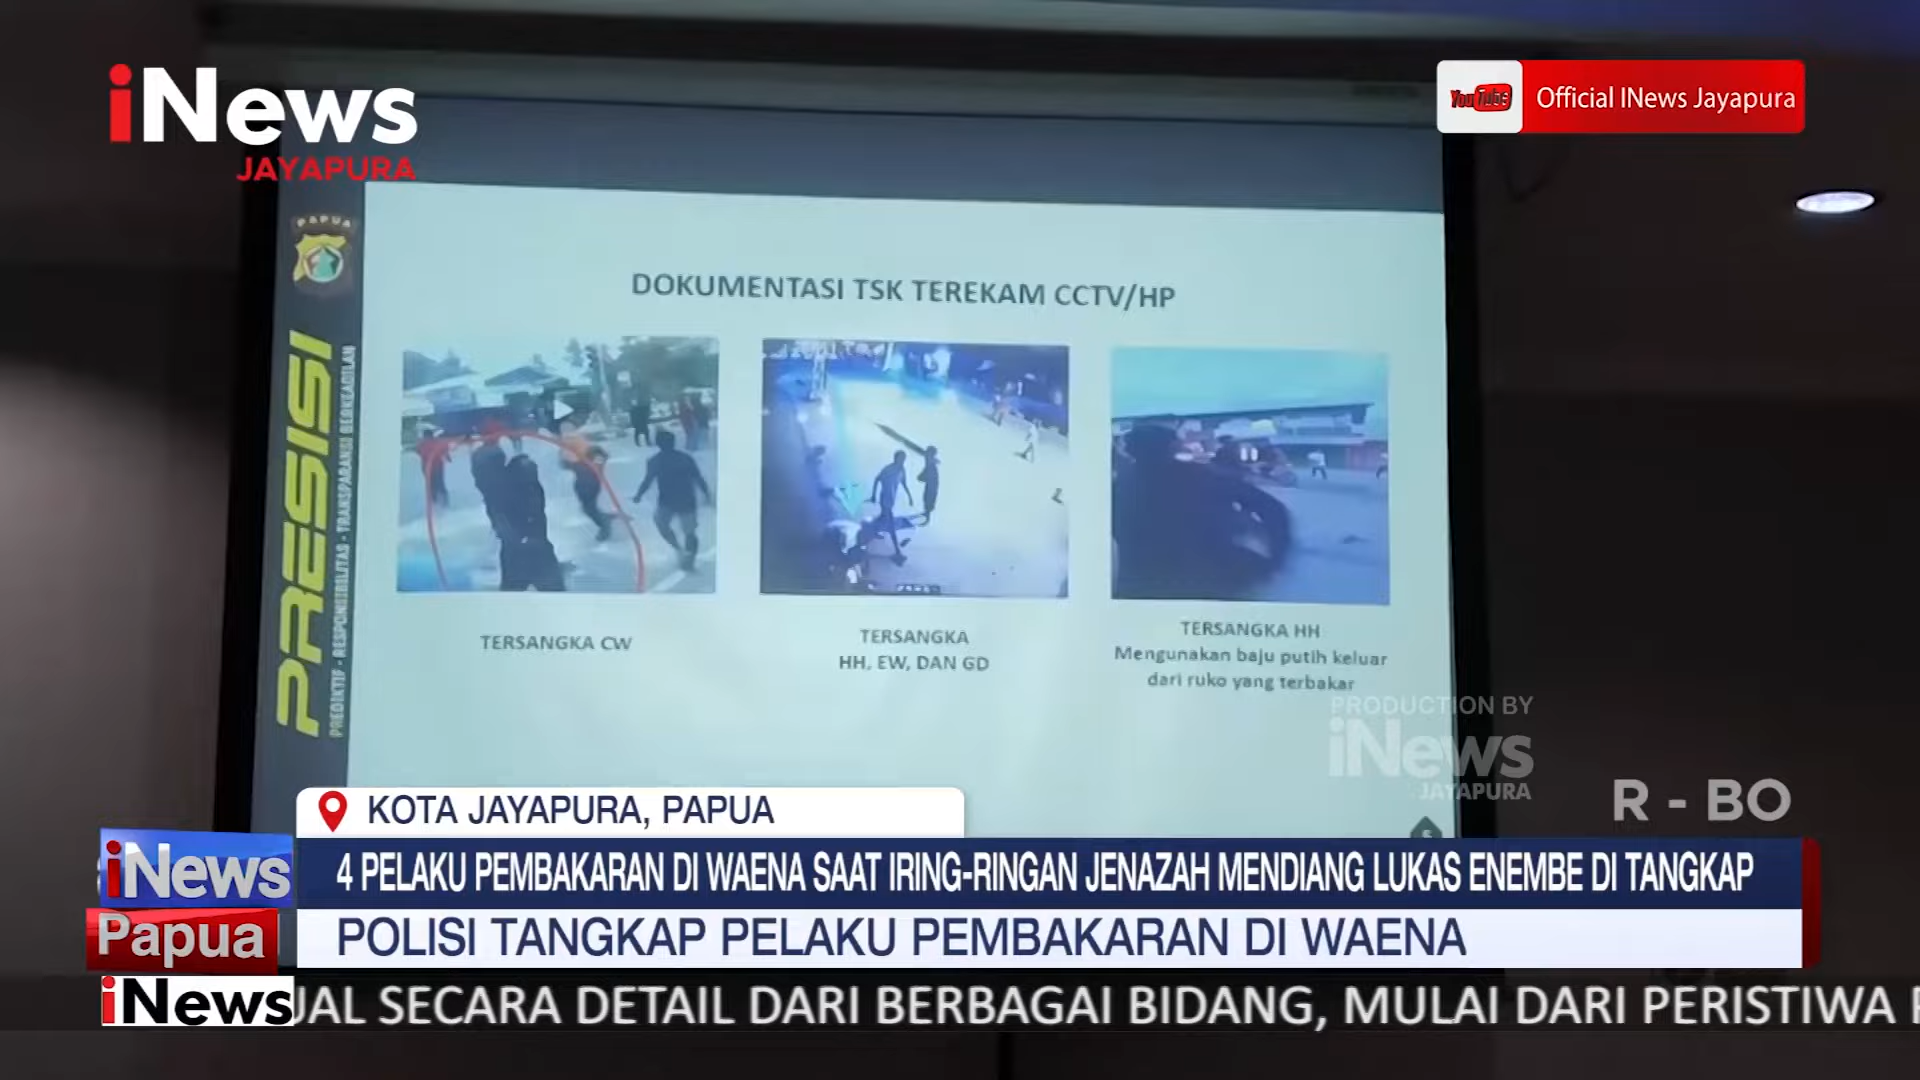 iNews
JAYAPURA
YouTube
Official INews Jayapura
PAPUA
PRESISI
PREDIKTIF - RESPONSIBILITAS - TRANSPARANSI BERKEADILAN
DOKUMENTASI TSK TEREKAM CCTV/HP
TERSANGKA CW
TERSANGKA
HH, EW, DAN GD
TERSANGKA HH
Mengunakan baju putih keluar
dari ruko yang terbakar
PRODUCTION BY
iNews
JAYAPURA
R - BO
KOTA JAYAPURA, PAPUA
iNews
Papua
4 PELAKU PEMBAKARAN DI WAENA SAAT IRING-RINGAN JENAZAH MENDIANG LUKAS ENEMBE DI TANGKAP
POLISI TANGKAP PELAKU PEMBAKARAN DI WAENA
iNews
UAL SECARA DETAIL DARI BERBAGAI BIDANG, MULAI DARI PERISTIWA